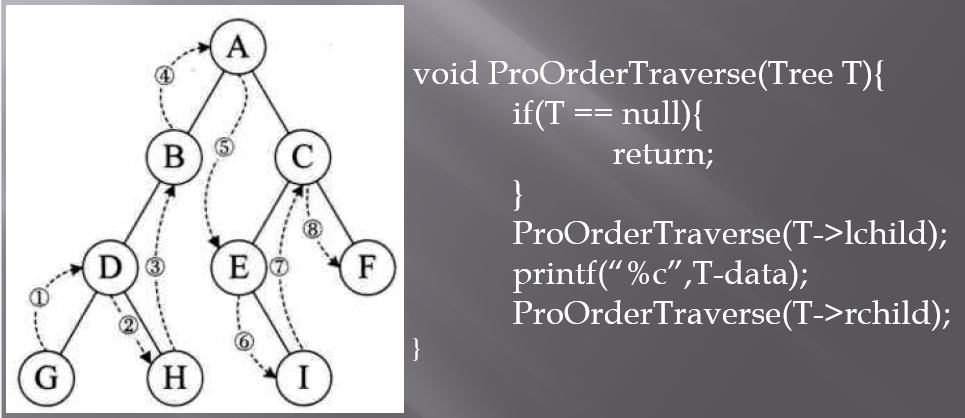 A
④
B
⑤
C
⑧
D
③
E
⑦
F
①
②
⑥
G
H
I
void ProOrderTraverse(Tree T){
if(T == null){
return;
}
ProOrderTraverse(T->lchild);
printf(“%c”,T-data);
ProOrderTraverse(T->rchild);
}